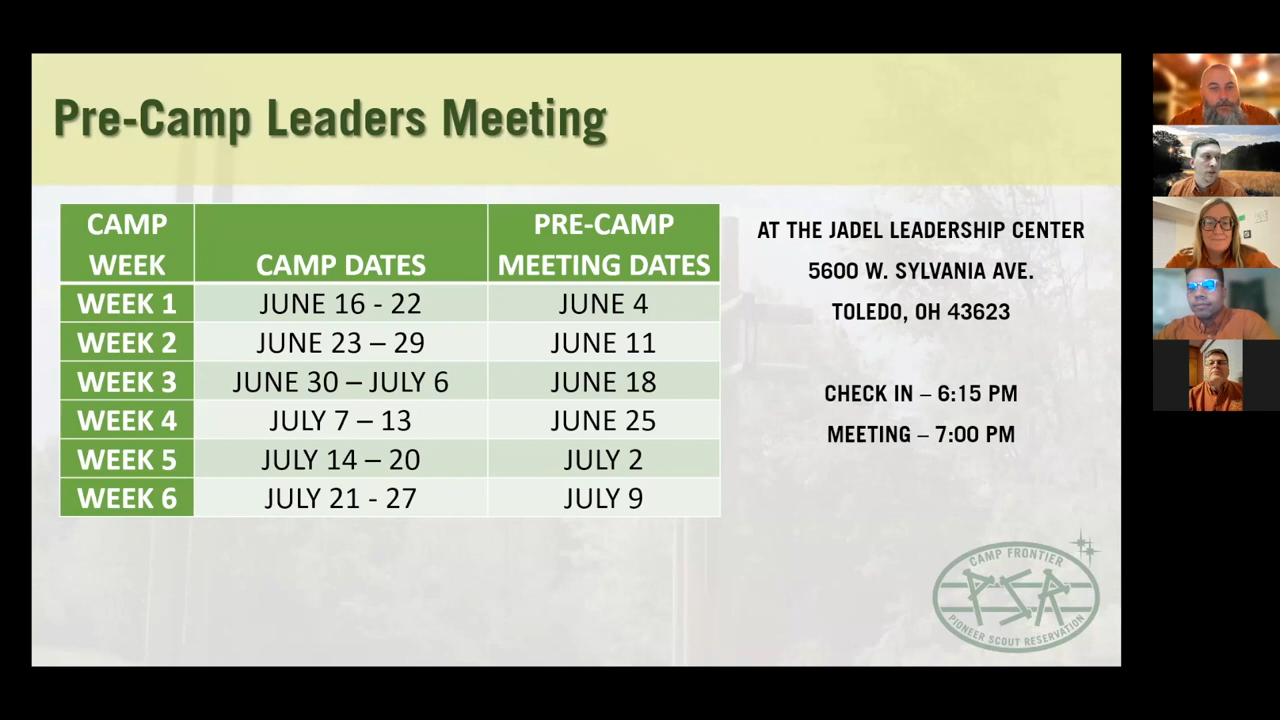 Pre-Camp Leaders Meeting
CAMP WEEK CAMP DATES PRE-CAMP MEETING DATES
WEEK 1 JUNE 16 - 22 JUNE 4
WEEK 2 JUNE 23 – 29 JUNE 11
WEEK 3 JUNE 30 – JULY 6 JUNE 18
WEEK 4 JULY 7 – 13 JUNE 25
WEEK 5 JULY 14 – 20 JULY 2
WEEK 6 JULY 21 - 27 JULY 9
AT THE JADEL LEADERSHIP CENTER
5600 W. SYLVANIA AVE.
TOLEDO, OH 43623
CHECK IN – 6:15 PM
MEETING – 7:00 PM
CAMP FRONTIER
PSR
PIONEER SCOUT RESERVATION